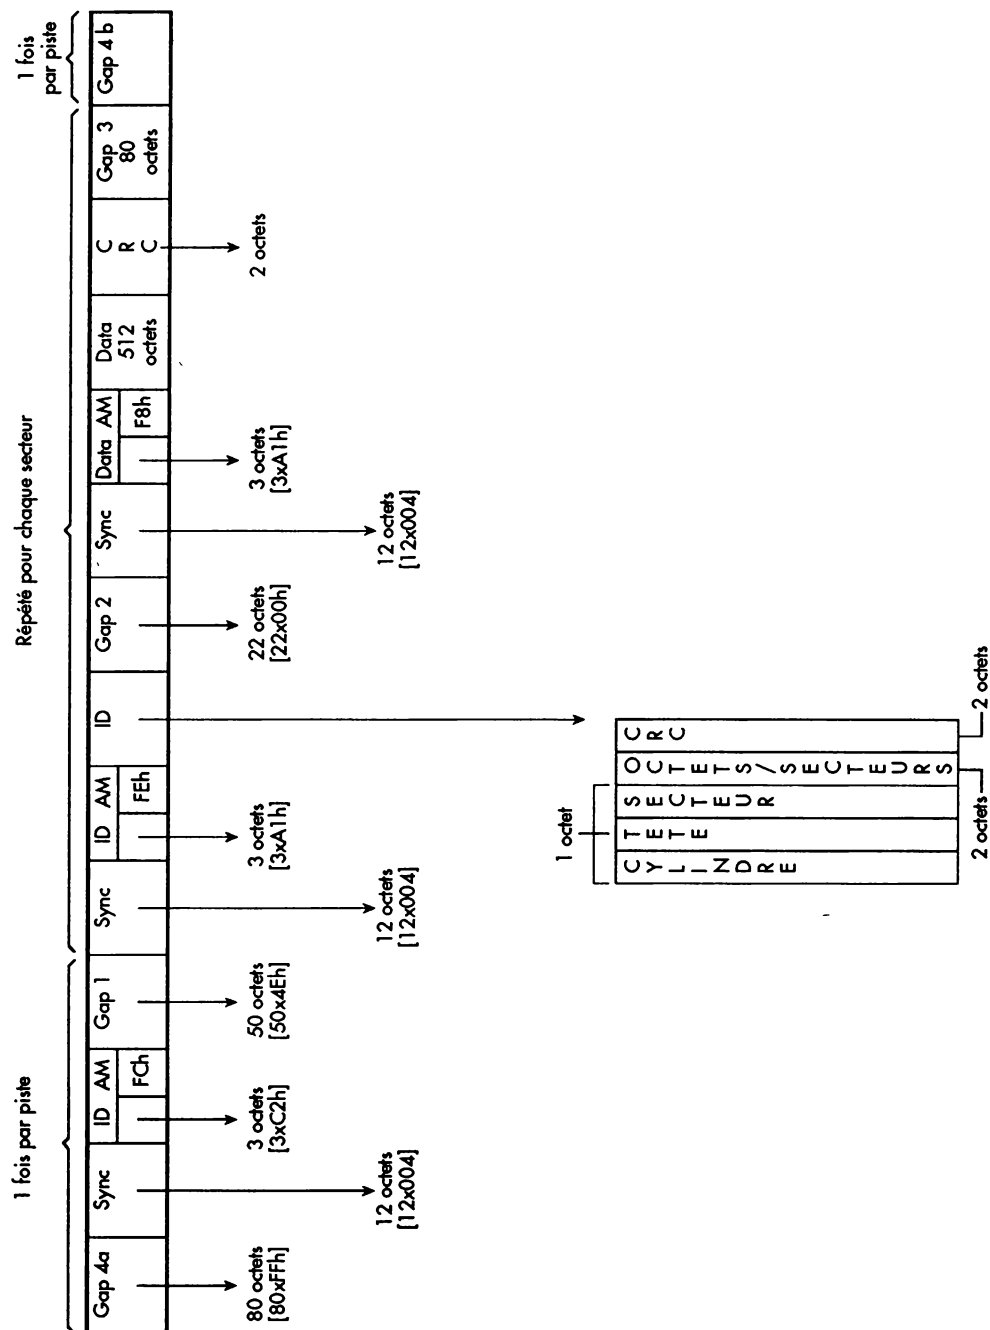 1 fois par piste
Répété pour chaque secteur
1 fois
par piste
Gap 4a
Sync
ID AM
FCh
Gap 1
Sync
ID AM
FEh
ID
Gap 2
Sync
Data AM
F8h
Data
512
octets
C
R
C
Gap 3
80
octets
Gap 4 b
80 octets
[80xFFh]
12 octets
[12x004]
3 octets
[3xC2h]
50 octets
[50x4Eh]
12 octets
[12x004]
3 octets
[3xA1h]
22 octets
[22x00h]
12 octets
[12x004]
3 octets
[3xA1h]
2 octets
1 octet
CYLINDRE
TETE
SECTEUR
OCTETS/SECTEURS
CRC
2 octets
2 octets